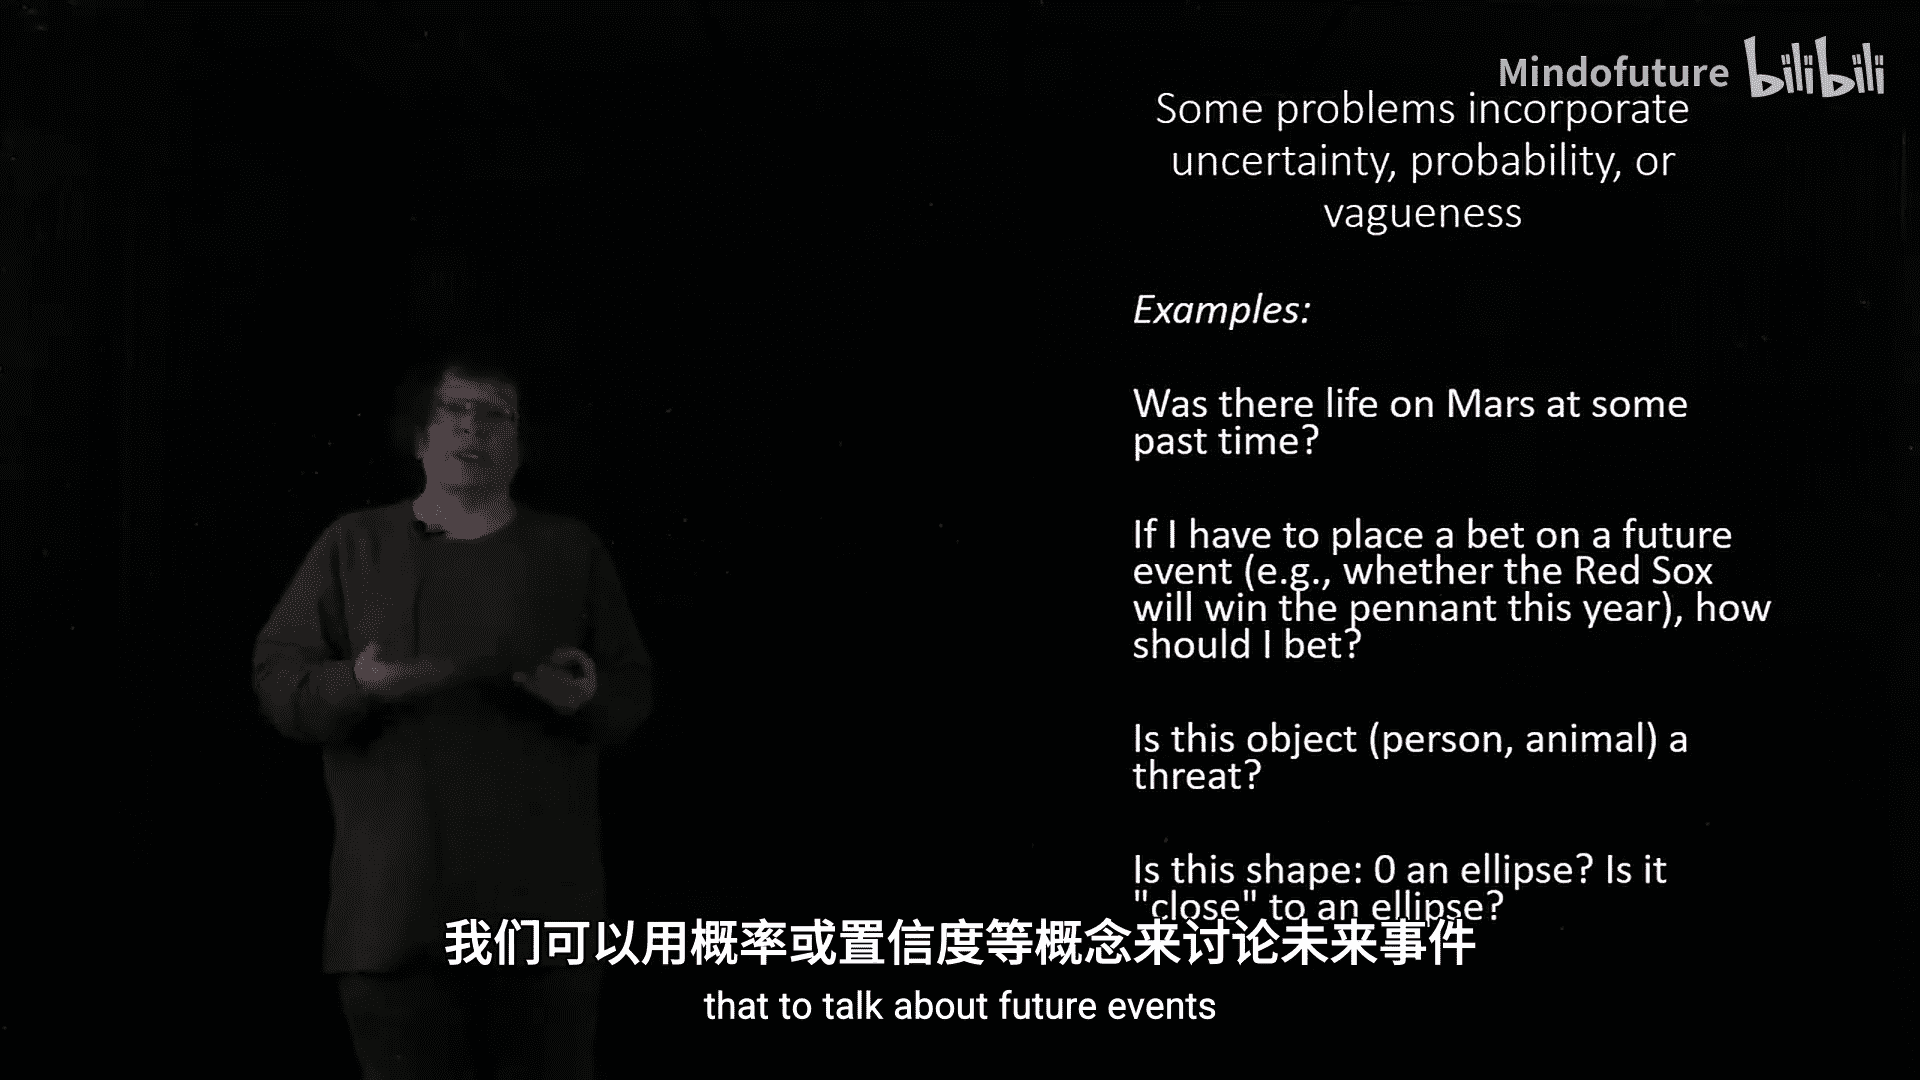 Mindofuture bilibili
Some problems incorporate
uncertainty, probability, or
vagueness
Examples:
Was there life on Mars at some
past time?
If I have to place a bet on a future
event (e.g., whether the Red Sox
will win the pennant this year), how
should I bet?
Is this object (person, animal) a
threat?
Is this shape: 0 an ellipse? Is it
"close" to an ellipse?
我们可以用概率或置信度等概念来讨论未来事件
that to talk about future events